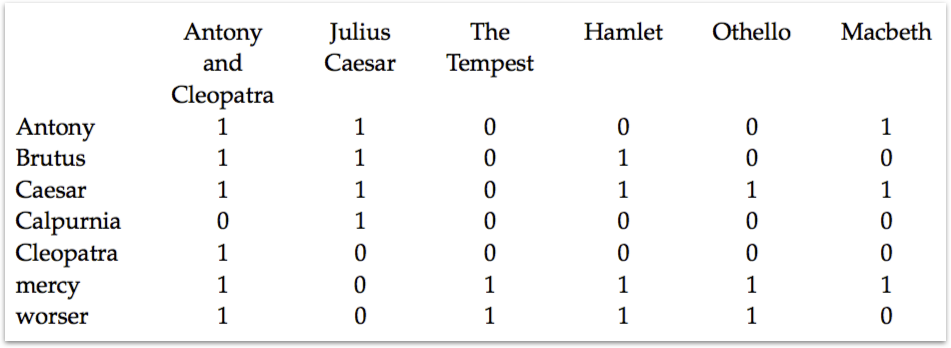 Antony Julius The Hamlet Othello Macbeth
and Caesar Tempest
Cleopatra
Antony 1 1 0 0 0 1
Brutus 1 1 0 1 0 0
Caesar 1 1 0 1 1 1
Calpurnia 0 1 0 0 0 0
Cleopatra 1 0 0 0 0 0
mercy 1 0 1 1 1 1
worser 1 0 1 1 1 0